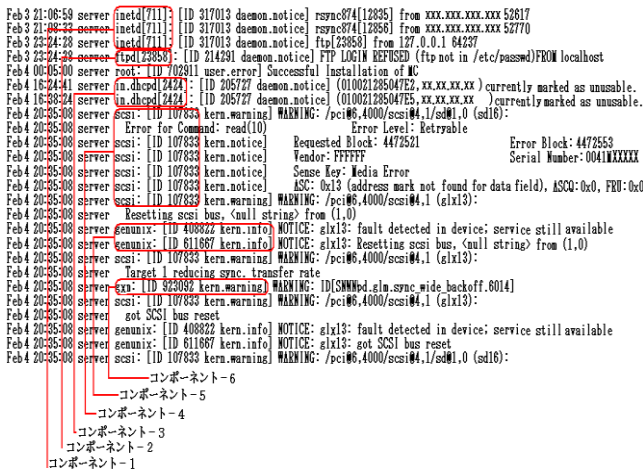 Feb 3 21:06:59 server inetd[711]: [ID 317013 daemon.notice] rsync874[12835] from xxx.xxx.xxx.xxx 52617
Feb 3 21:08:33 server inetd[711]: [ID 317013 daemon.notice] rsync874[12856] from xxx.xxx.xxx.xxx 52770
Feb 3 23:24:28 server inetd[711]: [ID 317013 daemon.notice] ftp[23858] from 127.0.0.1 64237
Feb 3 23:24:38 server ftpd[23858]: [ID 214291 daemon.notice] FTP LOGIN REFUSED (ftp not in /etc/passwd)FROM localhost
Feb 4 00:05:00 server root: [ID 702911 user.error] Successful Installation of MC
Feb 4 16:24:41 server in.dhcpd[2424]: [ID 205727 daemon.notice] (010021285047E2,xx.xx.xx.xx )currently marked as unusable.
Feb 4 16:38:24 server in.dhcpd[2424]: [ID 205727 daemon.notice] (010021285047E5,xx.xx.xx.xx )currently marked as unusable.
Feb 4 20:35:08 server scsi: [ID 107833 kern.warning] WARNING: /pci@6,4000/scsi@4,1/sd@1,0 (sd16):
Feb 4 20:35:08 server Error for Command: read(10) Error Level: Retryable
Feb 4 20:35:08 server scsi: [ID 107833 kern.notice] Requested Block: 4472521 Error Block: 4472553
Feb 4 20:35:08 server scsi: [ID 107833 kern.notice] Vendor: FFFFFF Serial Number:0041MXXXXX
Feb 4 20:35:08 server scsi: [ID 107833 kern.notice] Sense Key: Media Error
Feb 4 20:35:08 server scsi: [ID 107833 kern.notice] ASC: 0x13 (address mark not found for data field), ASCQ:0x0, FRU:0x0
Feb 4 20:35:08 server scsi: [ID 107833 kern.warning] WARNING: /pci@6,4000/scsi@4,1 (glx13):
Feb 4 20:35:08 server Resetting scsi bus, <null string> from (1,0)
Feb 4 20:35:08 server genunix: [ID 408822 kern.info] NOTICE: glx13: fault detected in device; service still available
Feb 4 20:35:08 server genunix: [ID 611667 kern.info] NOTICE: glx13: Resetting scsi bus, <null string> from (1,0)
Feb 4 20:35:08 server scsi: [ID 107833 kern.warning] WARNING: /pci@6,4000/scsi@4,1 (glx13):
Feb 4 20:35:08 server Target 1 reducing sync. transfer rate
Feb 4 20:35:08 server gxn: [ID 923092 kern.warning] WARNING: ID[SWWWpd.glm.sync_wide_backoff.6014]
Feb 4 20:35:08 server got SCSI bus reset
Feb 4 20:35:08 server genunix: [ID 408822 kern.info] NOTICE: glx13: fault detected in device; service still available
Feb 4 20:35:08 server genunix: [ID 611667 kern.info] NOTICE: glx13: got SCSI bus reset
Feb 4 20:35:08 server scsi: [ID 107833 kern.warning] WARNING: /pci@6,4000/scsi@4,1/sd@1,0 (sd16):
コンポーネント-6
コンポーネント-5
コンポーネント-4
コンポーネント-3
コンポーネント-2
コンポーネント-1